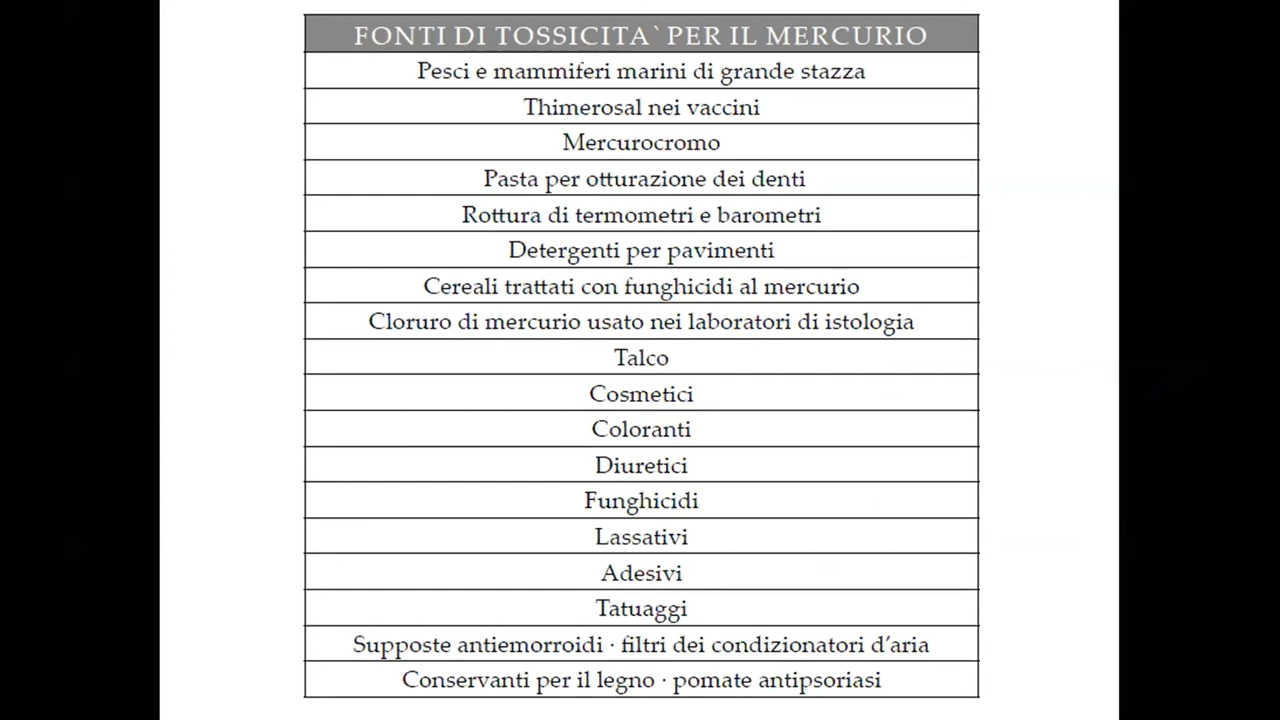 FONTI DI TOSSICITA` PER IL MERCURIO
Pesci e mammiferi marini di grande stazza
Thimerosal nei vaccini
Mercurocromo
Pasta per otturazione dei denti
Rottura di termometri e barometri
Detergenti per pavimenti
Cereali trattati con funghicidi al mercurio
Cloruro di mercurio usato nei laboratori di istologia
Talco
Cosmetici
Coloranti
Diuretici
Funghicidi
Lassativi
Adesivi
Tatuaggi
Supposte antiemorroidi · filtri dei condizionatori d’aria
Conservanti per il legno · pomate antipsoriasi